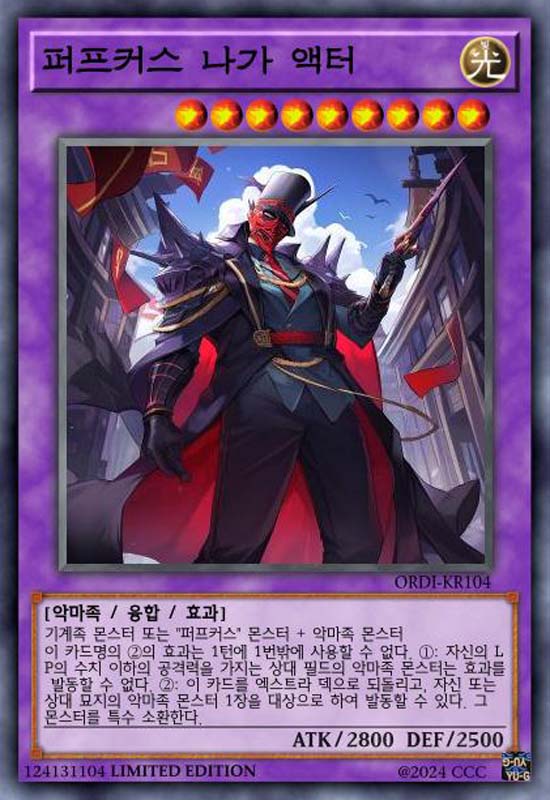 퍼프커스 나가 액터
光
ORDI-KR104
[악마족 / 융합 / 효과]
기계족 몬스터 또는 "퍼프커스" 몬스터 + 악마족 몬스터
이 카드명의 ②의 효과는 1턴에 1번밖에 사용할 수 없다. ①: 자신의 L
P의 수치 이하의 공격력을 가지는 상대 필드의 악마족 몬스터는 효과를
발동할 수 없다. ②: 이 카드를 엑스트라 덱으로 되돌리고, 자신 또는
상대 묘지의 악마족 몬스터 1장을 대상으로 하여 발동할 수 있다. 그
몬스터를 특수 소환한다.
ATK/2800 DEF/2500
124131104 LIMITED EDITION @2024 CCC